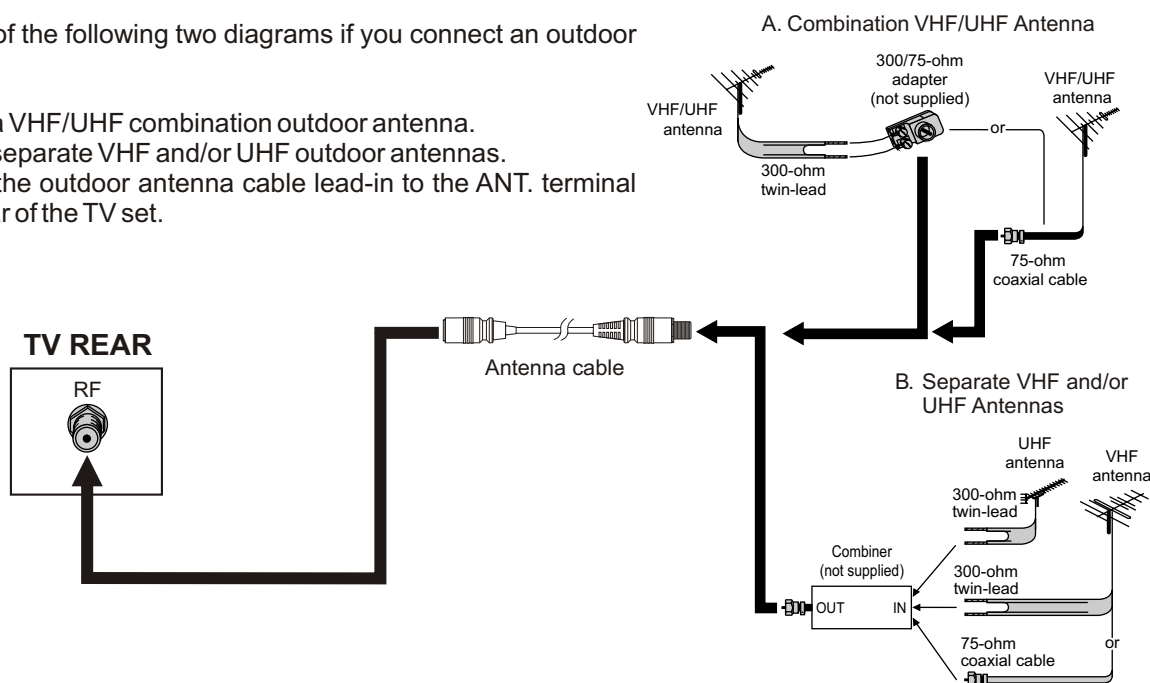 of the following two diagrams if you connect an outdoor
a VHF/UHF combination outdoor antenna.
separate VHF and/or UHF outdoor antennas.
the outdoor antenna cable lead-in to the ANT. terminal
of the TV set.
A. Combination VHF/UHF Antenna
VHF/UHF
antenna
300-ohm
twin-lead
300/75-ohm
adapter
(not supplied)
or
VHF/UHF
antenna
75-ohm
coaxial cable
TV REAR
RF
Antenna cable
B. Separate VHF and/or
UHF Antennas
UHF
antenna
VHF
antenna
300-ohm
twin-lead
Combiner
(not supplied)
OUT IN
300-ohm
twin-lead
75-ohm
coaxial cable
or